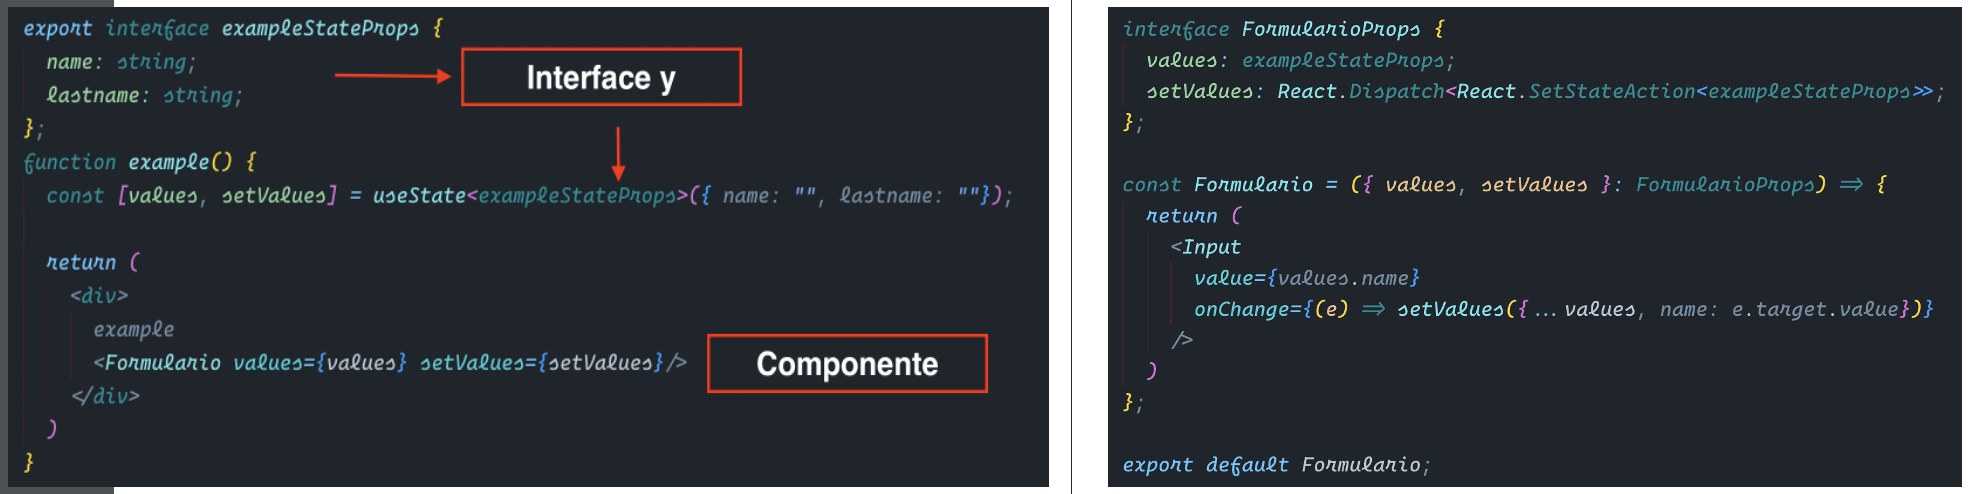 export interface exampleStateProps {
name: string;
Interface y
lastname: string;
};
function example() {
const [values, setValues] = useState<exampleStateProps>({ name: "", lastname: ""});
return (
<div>
example
<Formulario values={values} setValues={setValues}/>
Componente
</div>
)
}
interface FormularioProps {
values: exampleStateProps;
setValues: React.Dispatch<React.SetStateAction<exampleStateProps>>;
};
const Formulario = ({ values, setValues }: FormularioProps) => {
return (
<Input
value={values.name}
onChange={(e) => setValues({...values, name: e.target.value})}
/>
)
};
export default Formulario;